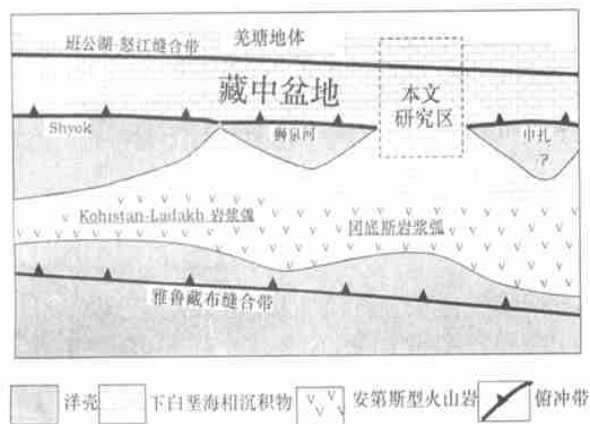 羌塘地体
班公湖-怒江缝合带
藏中盆地
本文
研究区
Shyok
狮泉河
申扎
?
Kohistan-Ladakh 岩浆弧
冈底斯岩浆弧
雅鲁藏布缝合带
洋壳
下白垩海相沉积物
安第斯型火山岩
俯冲带